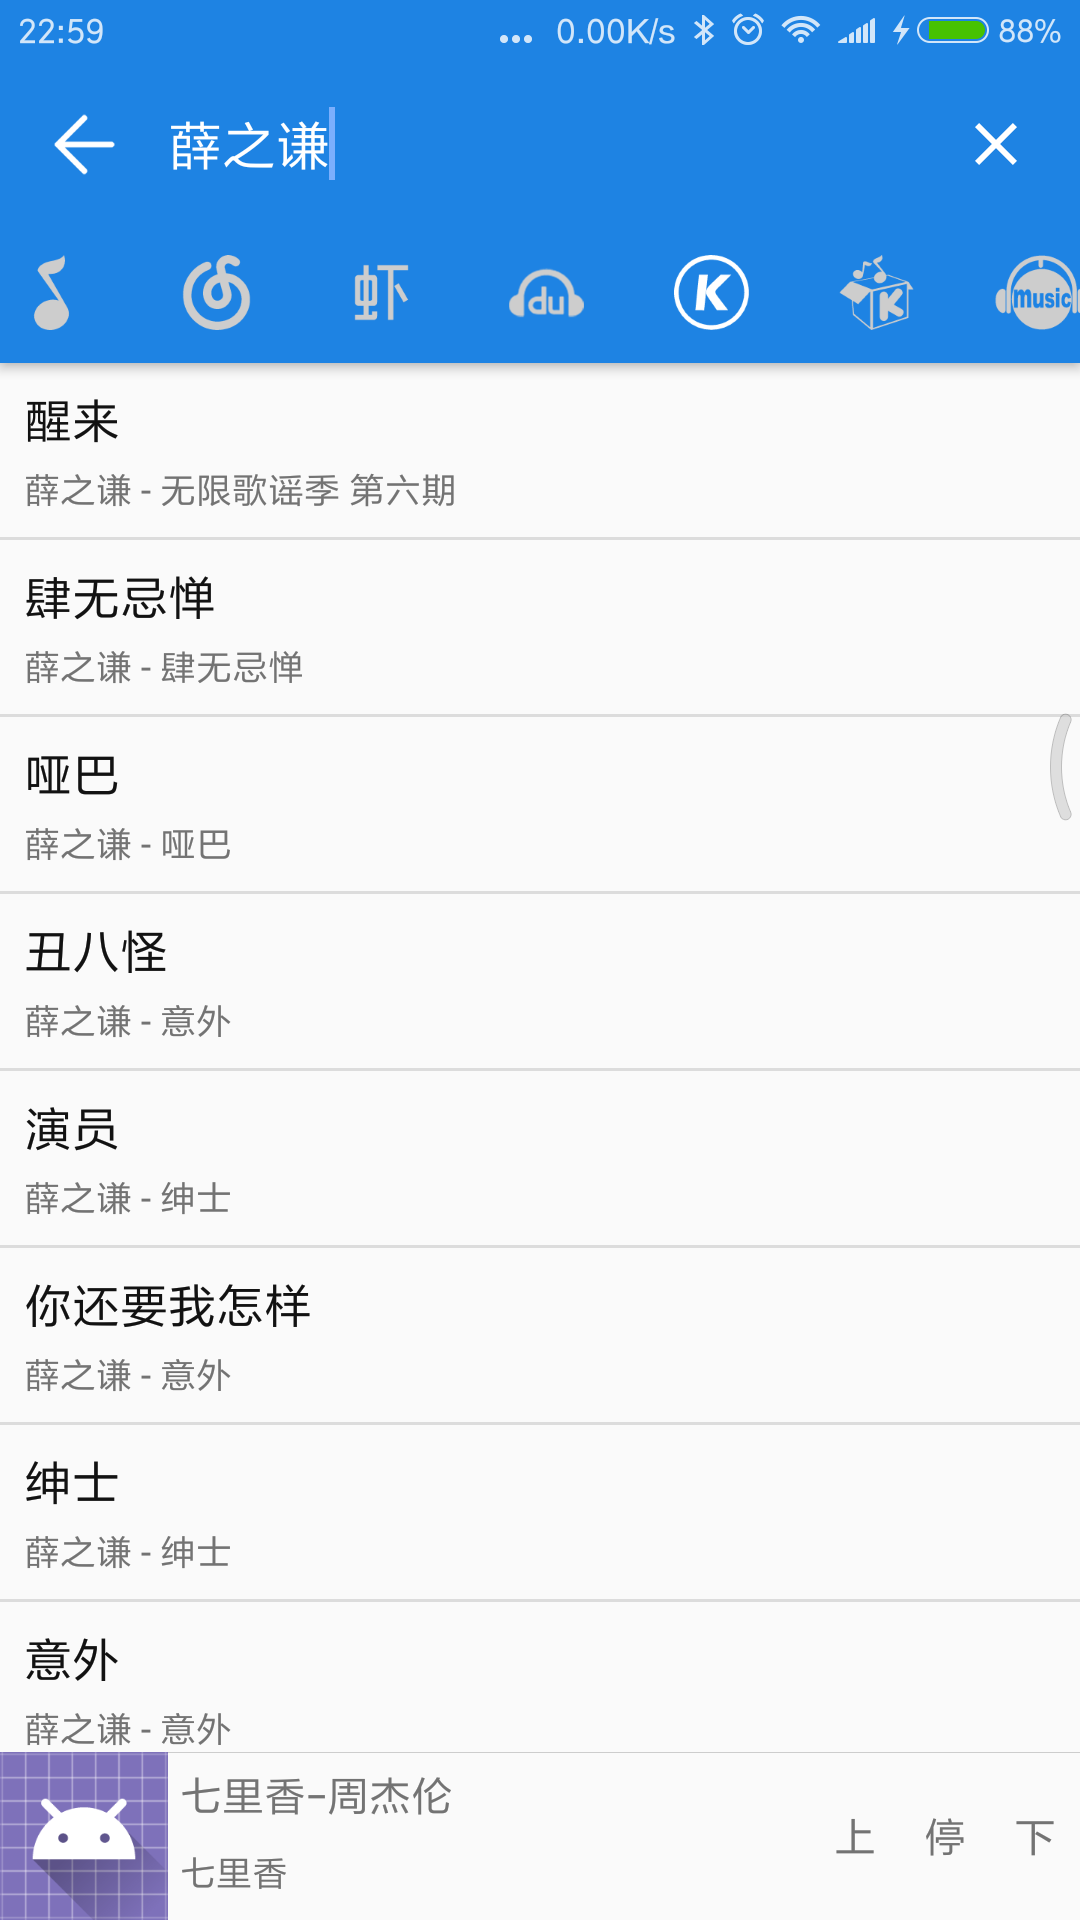 22:59 ... 0.00K/s 88%
薛之谦
虾 du K K music
醒来
薛之谦 - 无限歌谣季 第六期
肆无忌惮
薛之谦 - 肆无忌惮
哑巴
薛之谦 - 哑巴
丑八怪
薛之谦 - 意外
演员
薛之谦 - 绅士
你还要我怎样
薛之谦 - 意外
绅士
薛之谦 - 绅士
意外
薛之谦 - 意外
七里香-周杰伦
七里香
上 停 下